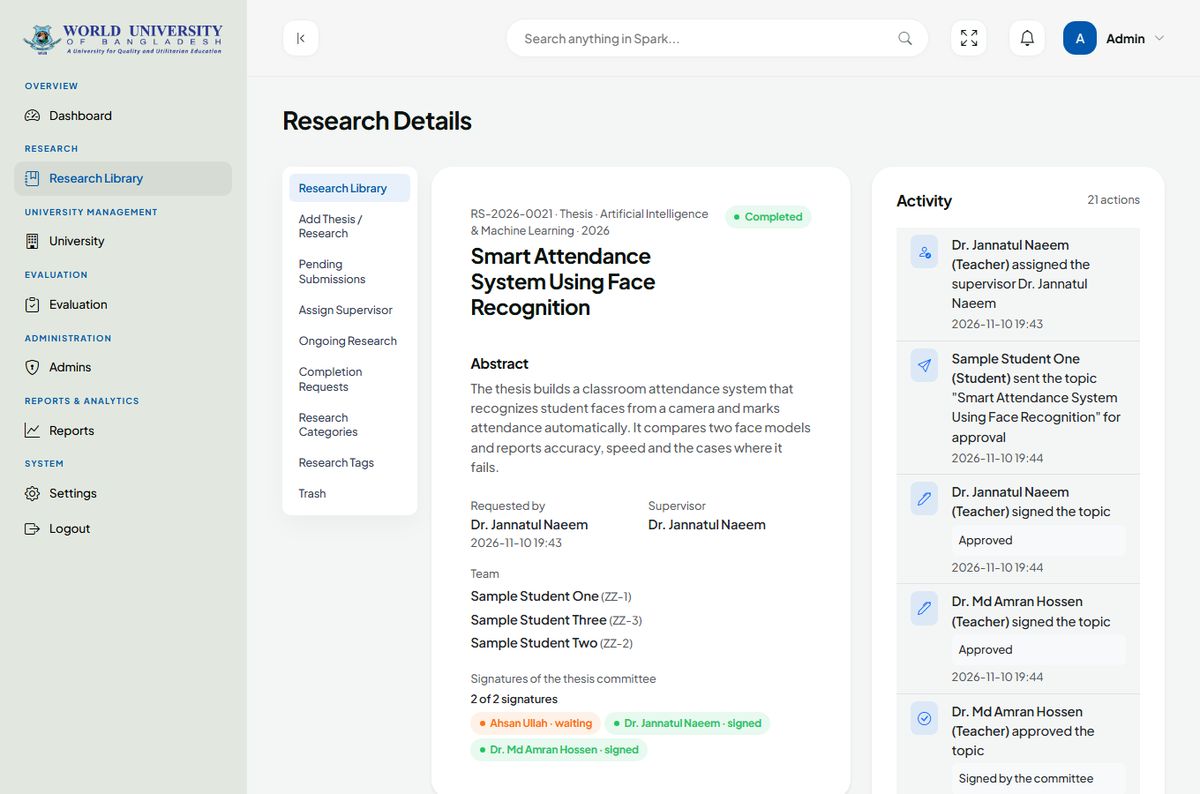 WORLD UNIVERSITY
OF BANGLADESH
A University for Quality and Utilitarian Education
OVERVIEW
Dashboard
RESEARCH
Research Library
UNIVERSITY MANAGEMENT
University
EVALUATION
Evaluation
ADMINISTRATION
Admins
REPORTS & ANALYTICS
Reports
SYSTEM
Settings
Logout
Search anything in Spark...
A
Admin
Research Details
Research Library
Add Thesis /
Research
Pending
Submissions
Assign Supervisor
Ongoing Research
Completion
Requests
Research
Categories
Research Tags
Trash
RS-2026-0021 · Thesis · Artificial Intelligence
& Machine Learning · 2026
Completed
Smart Attendance
System Using Face
Recognition
Abstract
The thesis builds a classroom attendance system that
recognizes student faces from a camera and marks
attendance automatically. It compares two face models
and reports accuracy, speed and the cases where it
fails.
Requested by
Dr. Jannatul Naeem
2026-11-10 19:43
Supervisor
Dr. Jannatul Naeem
Team
Sample Student One (ZZ-1)
Sample Student Three (ZZ-3)
Sample Student Two (ZZ-2)
Signatures of the thesis committee
2 of 2 signatures
Ahsan Ullah · waiting
Dr. Jannatul Naeem · signed
Dr. Md Amran Hossen · signed
Activity
21 actions
Dr. Jannatul Naeem
(Teacher) assigned the
supervisor Dr. Jannatul
Naeem
2026-11-10 19:43
Sample Student One
(Student) sent the topic
"Smart Attendance System
Using Face Recognition" for
approval
2026-11-10 19:44
Dr. Jannatul Naeem
(Teacher) signed the topic
Approved
2026-11-10 19:44
Dr. Md Amran Hossen
(Teacher) signed the topic
Approved
2026-11-10 19:44
Dr. Md Amran Hossen
(Teacher) approved the
topic
Signed by the committee